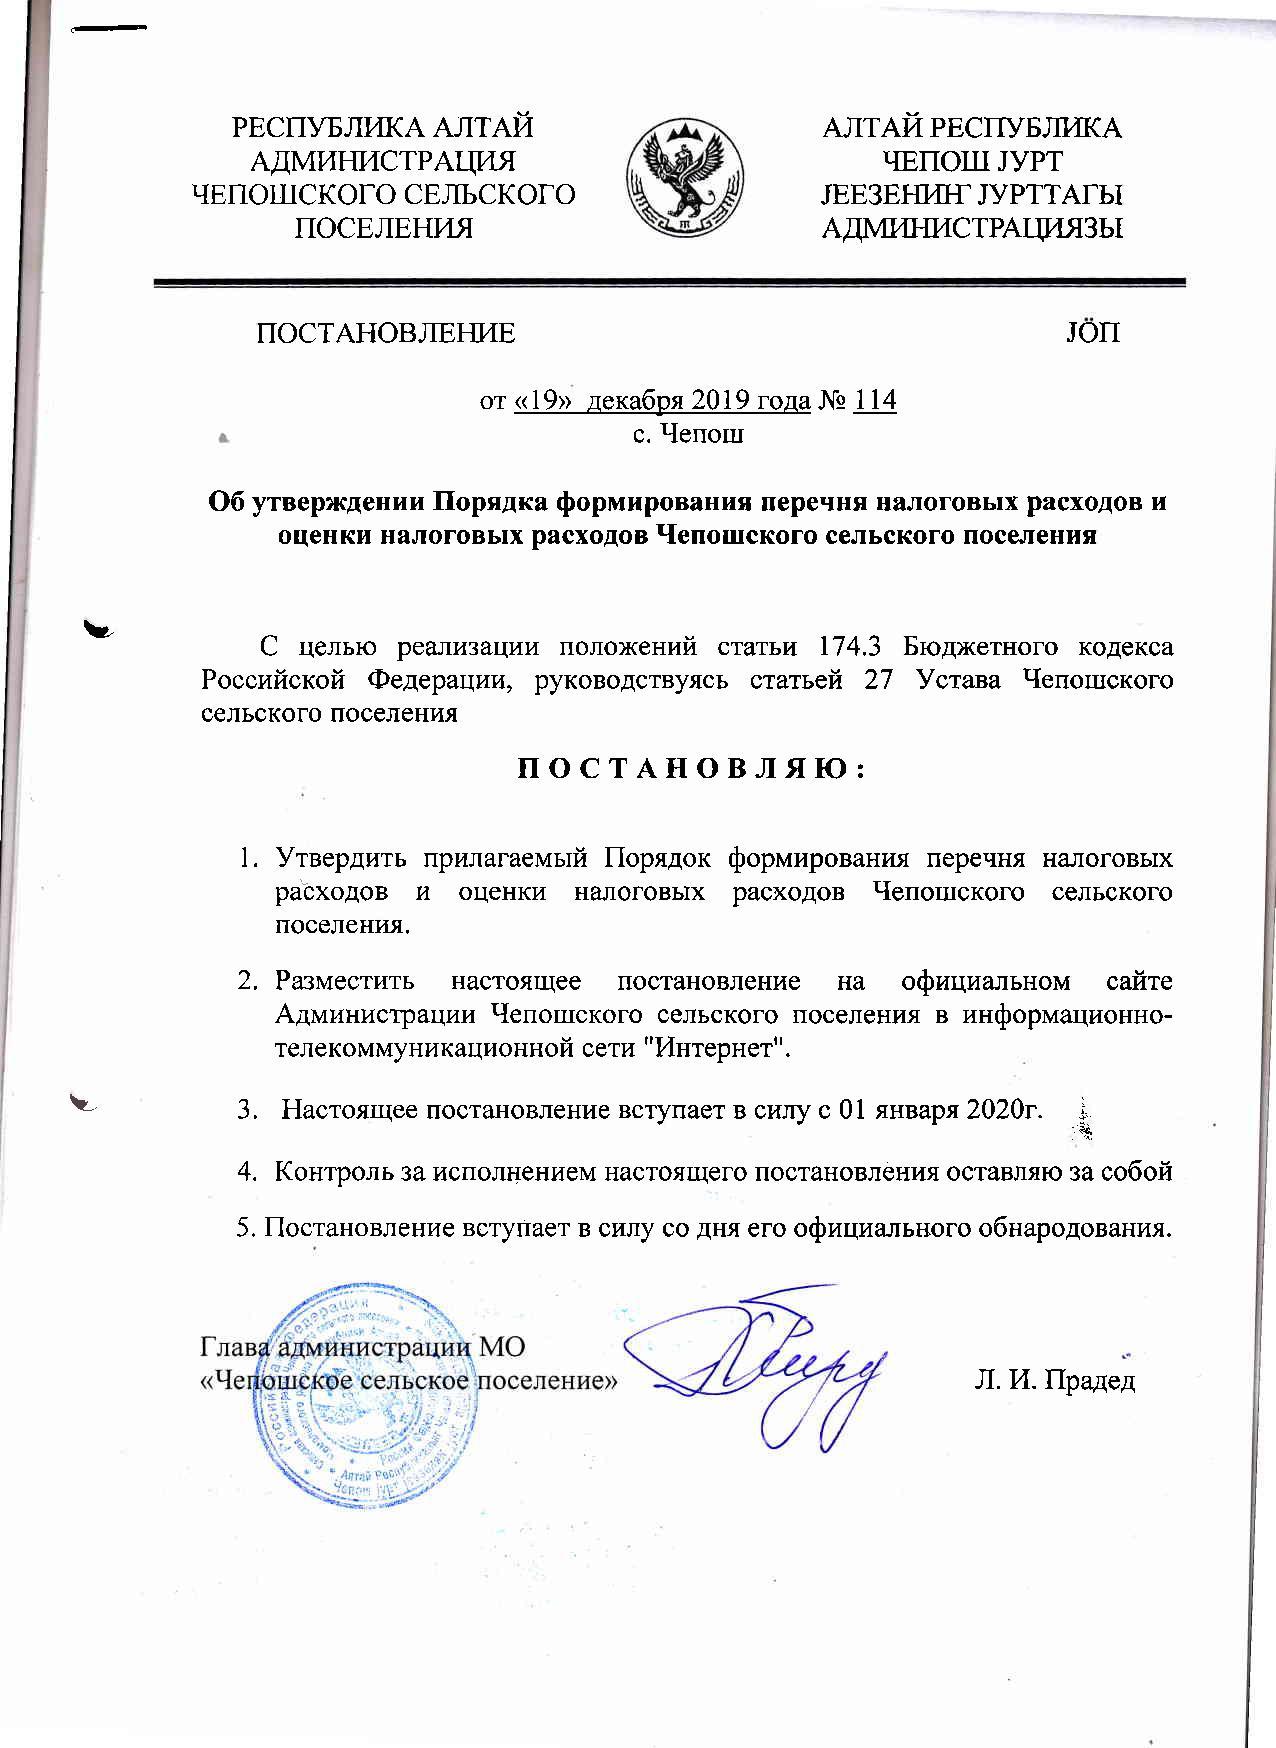 РЕСПУБЛИКА АЛТАЙ
АДМИНИСТРАЦИЯ
ЧЕПОШСКОГО СЕЛЬСКОГО
ПОСЕЛЕНИЯ
АЛТАЙ РЕСПУБЛИКА
ЧЕПОШ JУРТ
JЕЕЗЕНИҤ JУРТТАГЫ
АДМИНИСТРАЦИЯЗЫ
ПОСТАНОВЛЕНИЕ JӦП
от «19» декабря 2019 года № 114
с. Чепош
Об утверждении Порядка формирования перечня налоговых расходов и
оценки налоговых расходов Чепошского сельского поселения
С целью реализации положений статьи 174.3 Бюджетного кодекса
Российской Федерации, руководствуясь статьей 27 Устава Чепошского
сельского поселения
П О С Т А Н О В Л Я Ю :
1. Утвердить прилагаемый Порядок формирования перечня налоговых
расходов и оценки налоговых расходов Чепошского сельского
поселения.
2. Разместить настоящее постановление на официальном сайте
Администрации Чепошского сельского поселения в информационно-
телекоммуникационной сети "Интернет".
3. Настоящее постановление вступает в силу с 01 января 2020г.
4. Контроль за исполнением настоящего постановления оставляю за собой
5. Постановление вступает в силу со дня его официального обнародования.
Глава администрации МО
«Чепошское сельское поселение» Л. И. Прадед